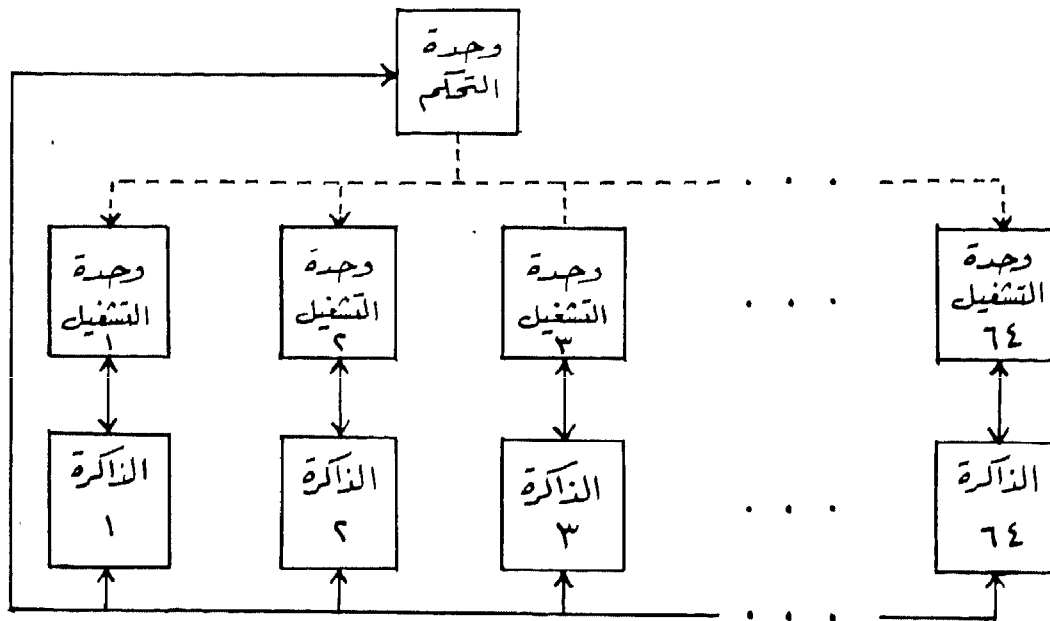 وحدة
التحكم
وحدة
التشغيل
١
وحدة
التشغيل
٢
وحدة
التشغيل
٣
وحدة
التشغيل
٦٤
الذاكرة
١
الذاكرة
٢
الذاكرة
٣
الذاكرة
٦٤